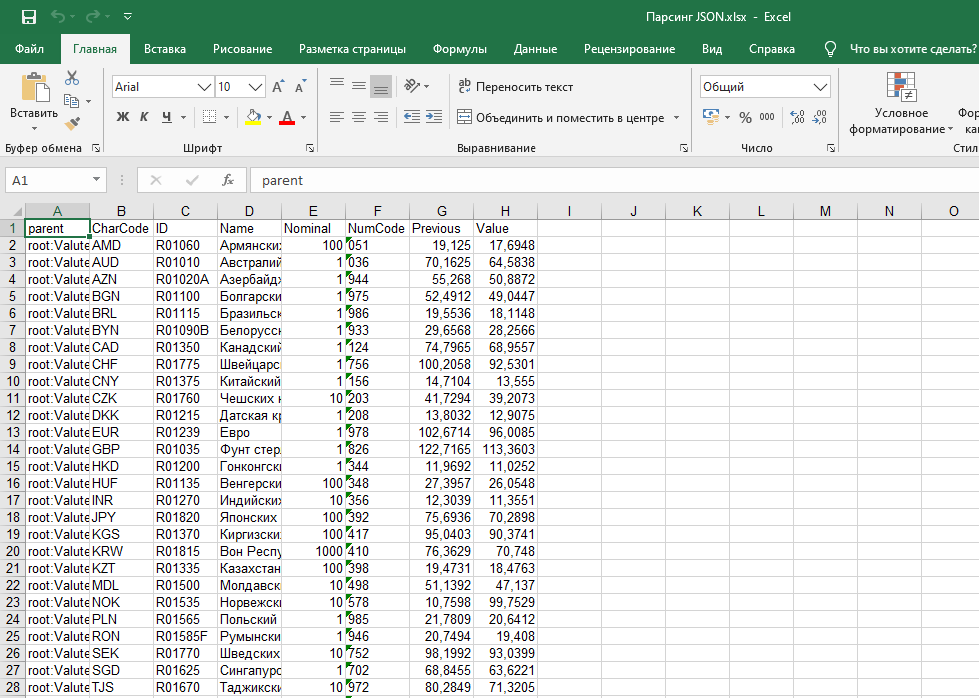 Парсинг JSON.xlsx - Excel
Файл Главная Вставка Рисование Разметка страницы Формулы Данные Рецензирование Вид Справка Что вы хотите сделать?
Вставить
Буфер обмена
Arial 10
Ж К Ч
Шрифт
Переносить текст
Объединить и поместить в центре
Выравнивание
Общий
% 000
Число
Условное форматирование
A1 fx parent
A B C D E F G H I J K L M N O
1 parent CharCode ID Name Nominal NumCode Previous Value
2 root:Valute AMD R01060 Армянски 100 051 19,125 17,6948
3 root:Valute AUD R01010 Австралий 1 036 70,1625 64,5838
4 root:Valute AZN R01020A Азербайдж 1 944 55,268 50,8872
5 root:Valute BGN R01100 Болгарски 1 975 52,4912 49,0447
6 root:Valute BRL R01115 Бразильск 1 986 19,5536 18,1148
7 root:Valute BYN R01090B Белорусск 1 933 29,6568 28,2566
8 root:Valute CAD R01350 Канадский 1 124 74,7965 68,9557
9 root:Valute CHF R01775 Швейцарс 1 756 100,2058 92,5301
10 root:Valute CNY R01375 Китайский 1 156 14,7104 13,555
11 root:Valute CZK R01760 Чешских к 10 203 41,7294 39,2073
12 root:Valute DKK R01215 Датская к 1 208 13,8032 12,9075
13 root:Valute EUR R01239 Евро 1 978 102,6714 96,0085
14 root:Valute GBP R01035 Фунт стер 1 826 122,7165 113,3603
15 root:Valute HKD R01200 Гонконгск 1 344 11,9692 11,0252
16 root:Valute HUF R01135 Венгерски 100 348 27,3957 26,0548
17 root:Valute INR R01270 Индийских 10 356 12,3039 11,3551
18 root:Valute JPY R01820 Японских 100 392 75,6936 70,2898
19 root:Valute KGS R01370 Киргизски 100 417 95,0403 90,3741
20 root:Valute KRW R01815 Вон Респу 1000 410 76,3629 70,748
21 root:Valute KZT R01335 Казахстан 100 398 19,4731 18,4763
22 root:Valute MDL R01500 Молдавск 10 498 51,1392 47,137
23 root:Valute NOK R01535 Норвежск 10 578 10,7598 99,7529
24 root:Valute PLN R01565 Польский 1 985 21,7809 20,6412
25 root:Valute RON R01585F Румынски 1 946 20,7494 19,408
26 root:Valute SEK R01770 Шведских 10 752 98,1992 93,0399
27 root:Valute SGD R01625 Сингапурс 1 702 68,8455 63,6221
28 root:Valute TJS R01670 Таджикски 10 972 80,2849 71,3205